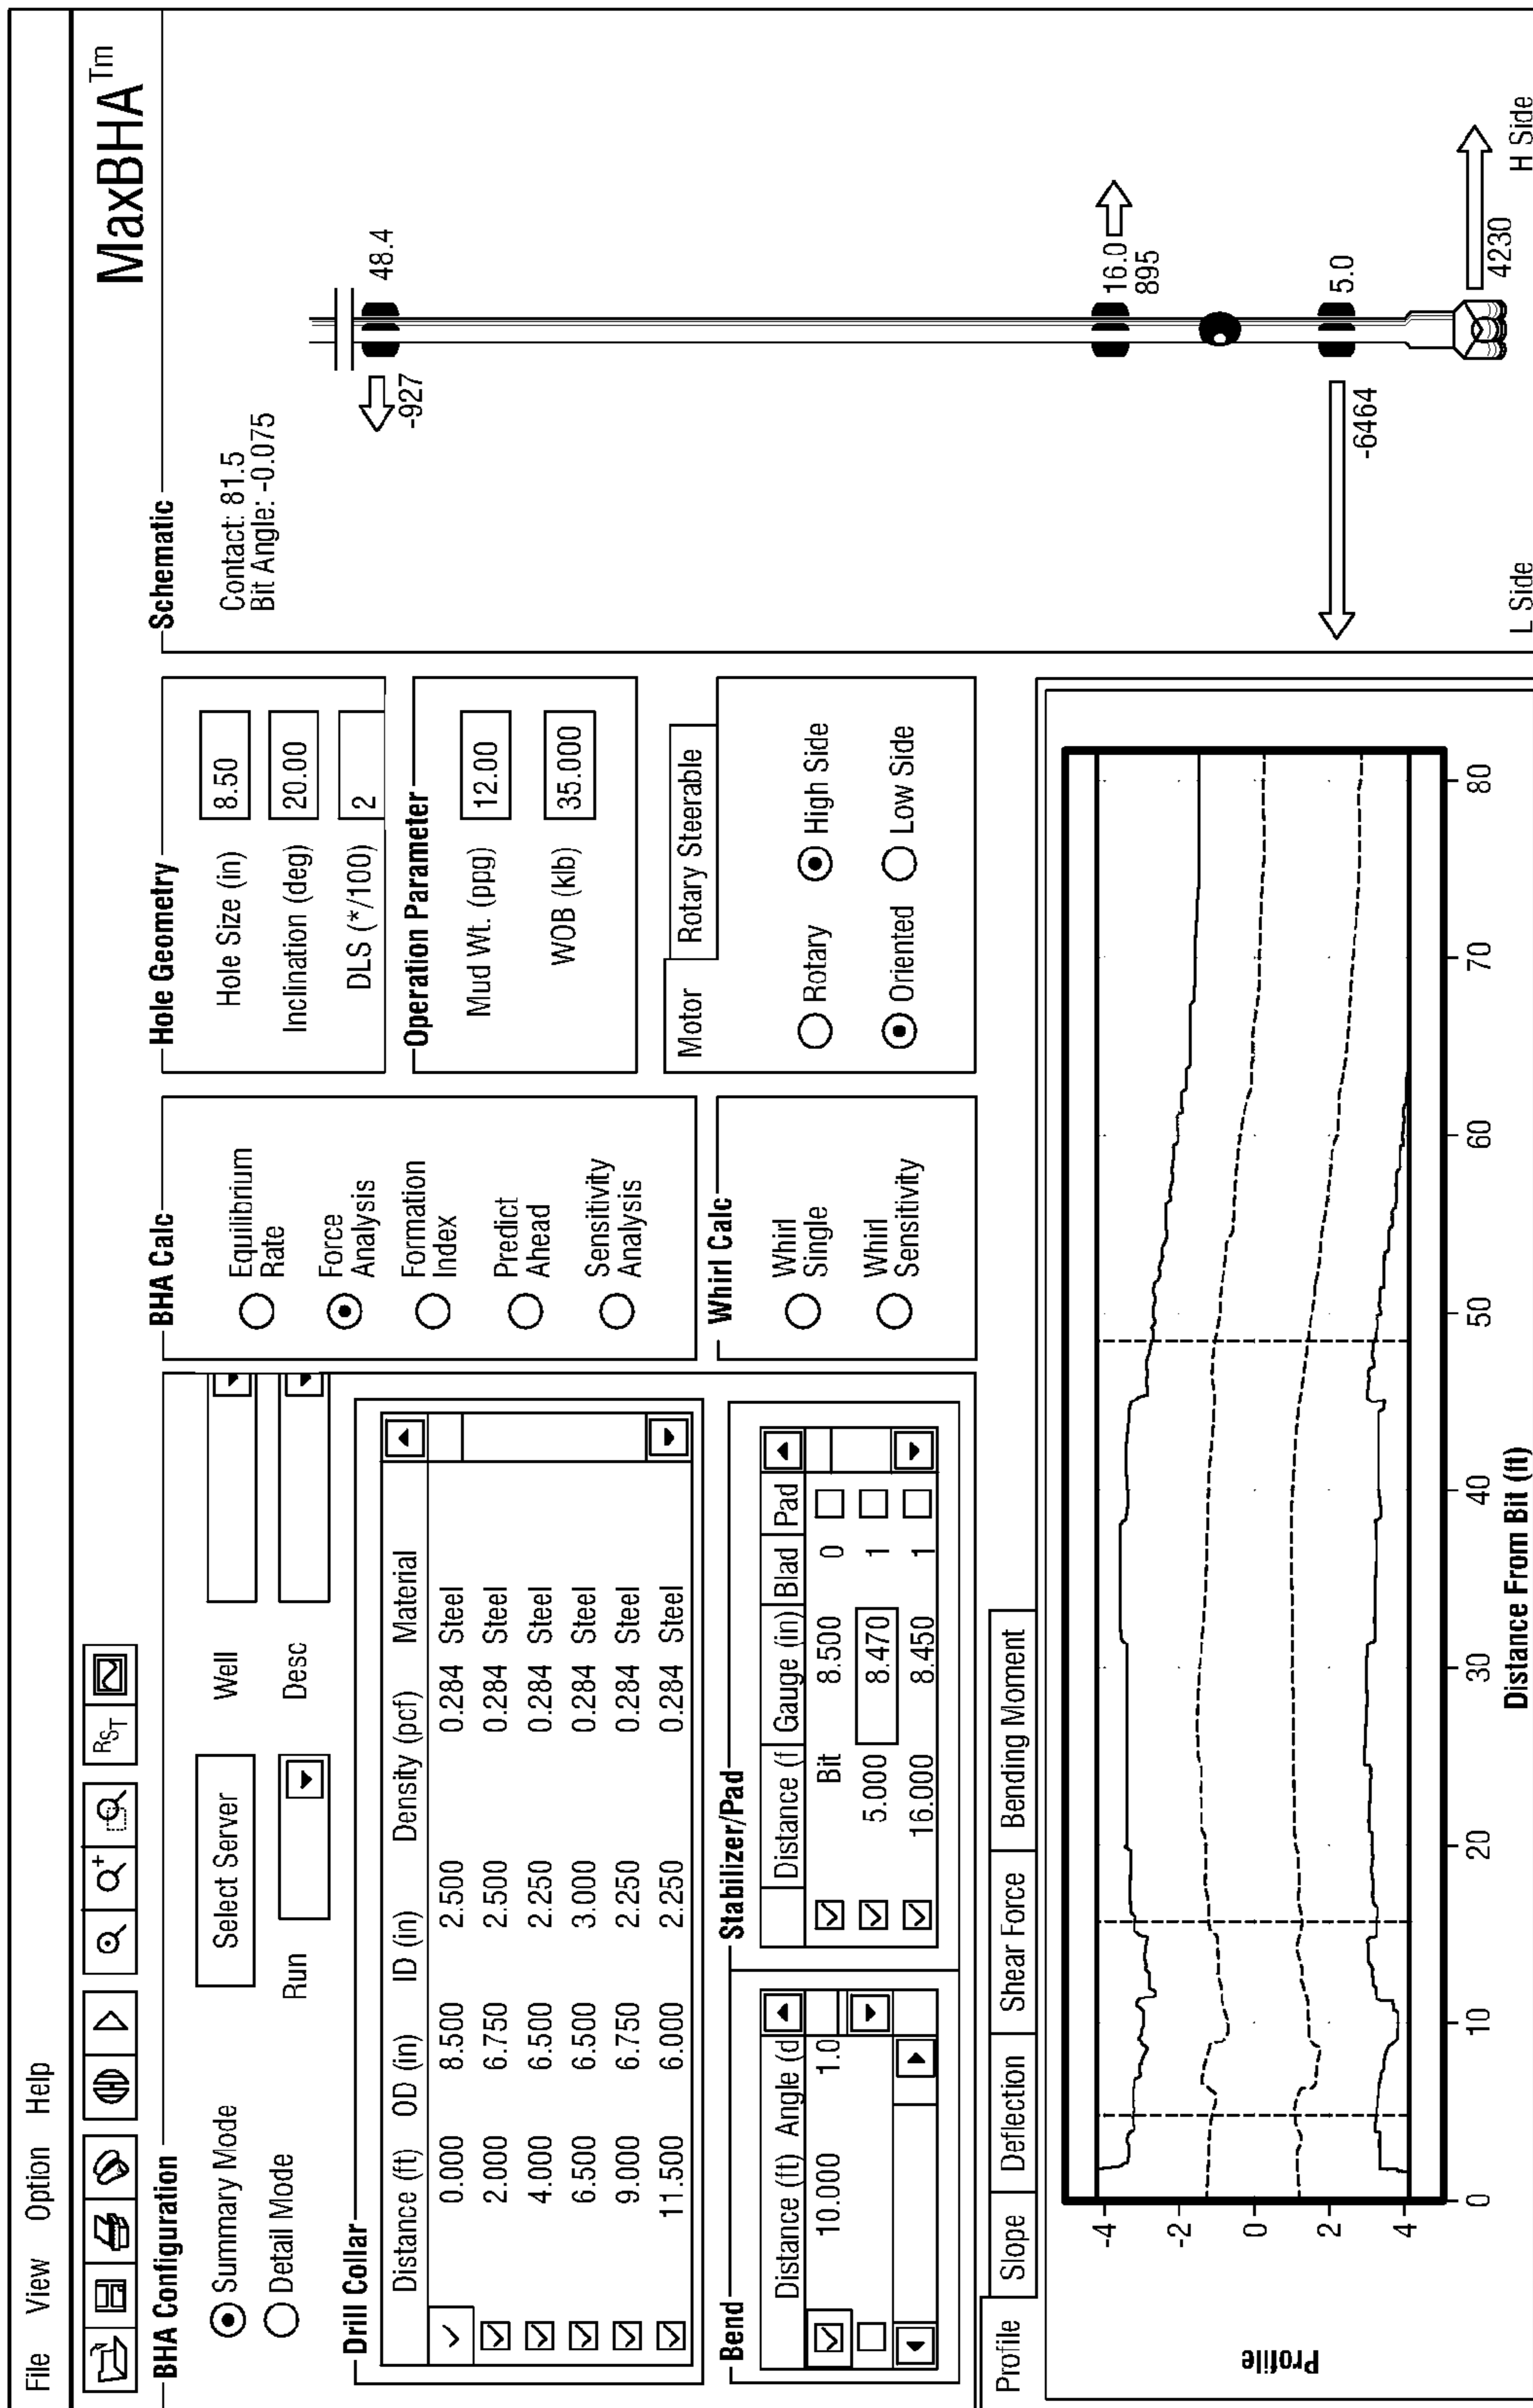 File View Option Help
MaxBHA™
RST
BHA Configuration
Summary Mode
Detail Mode
Select Server
Well
Run
Desc
Drill Collar
Distance (ft) OD (in) ID (in) Density (pcf) Material
0.000 8.500 2.500 0.284 Steel
2.000 6.750 2.500 0.284 Steel
4.000 6.500 2.250 0.284 Steel
6.500 6.500 3.000 0.284 Steel
9.000 6.750 2.250 0.284 Steel
11.500 6.000 2.250 0.284 Steel
Bend
Distance (ft) Angle (d
10.000 1.0
Stabilizer/Pad
Distance (f Gauge (in) Blad Pad
Bit 8.500 0
5.000 8.470 1
16.000 8.450 1
BHA Calc
Equilibrium
Rate
Force
Analysis
Formation
Index
Predict
Ahead
Sensitivity
Analysis
Whirl Calc
Whirl
Single
Whirl
Sensitivity
Hole Geometry
Hole Size (in) 8.50
Inclination (deg) 20.00
DLS (*/100) 2
Operation Parameter
Mud Wt. (ppg) 12.00
WOB (klb) 35.000
Motor Rotary Steerable
Rotary High Side
Oriented Low Side
Schematic
Contact: 81.5
Bit Angle: -0.075
48.4
-927
16.0
895
5.0
-6464
4230
L Side H Side
Profile Slope Deflection Shear Force Bending Moment
Profile
-4
-2
0
2
4
0 10 20 30 40 50 60 70 80
Distance From Bit (ft)